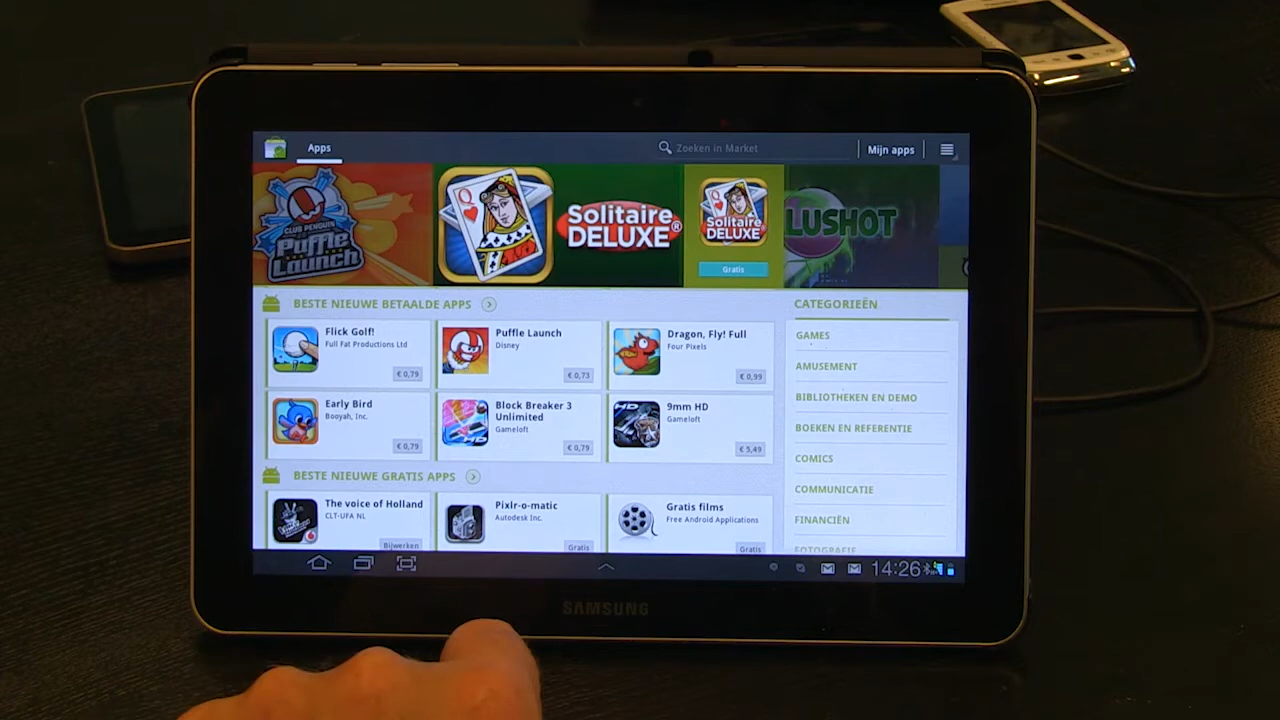 Apps
Zoeken in Market
Mijn apps
CLUB PENGUIN
Puffle
Launch
Q
Solitaire
DELUXE®
Q
Solitaire
DELUXE
Gratis
LUSHOT
BESTE NIEUWE BETAALDE APPS
CATEGORIEËN
Flick Golf!
Full Fat Productions Ltd
€ 0,79
Puffle Launch
Disney
€ 0,73
Dragon, Fly! Full
Four Pixels
€ 0,99
Early Bird
Booyah, Inc.
€ 0,79
HD
Block Breaker 3
Unlimited
Gameloft
€ 0,79
HD
9mm HD
Gameloft
€ 5,49
GAMES
AMUSEMENT
BIBLIOTHEKEN EN DEMO
BOEKEN EN REFERENTIE
COMICS
COMMUNICATIE
FINANCIËN
FOTOGRAFIE
BESTE NIEUWE GRATIS APPS
The voice of Holland
CLT-UFA NL
Bijwerken
Pixlr-o-matic
Autodesk Inc.
Gratis
Gratis films
Free Android Applications
Gratis
14:26
SAMSUNG